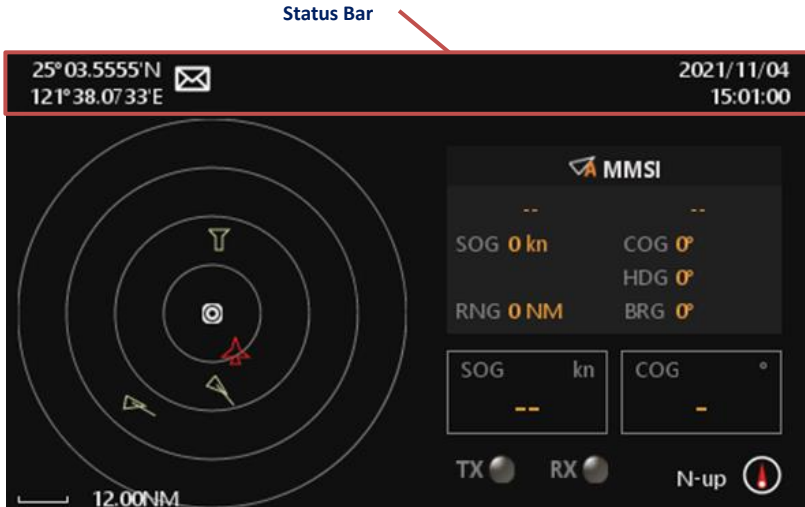 Status Bar
25°03.5555'N
121°38.0733'E
2021/11/04
15:01:00
A MMSI
-- --
SOG 0 kn COG 0°
HDG 0°
RNG 0 NM BRG 0°
SOG kn COG °
-- -
TX RX N-up
12.00NM